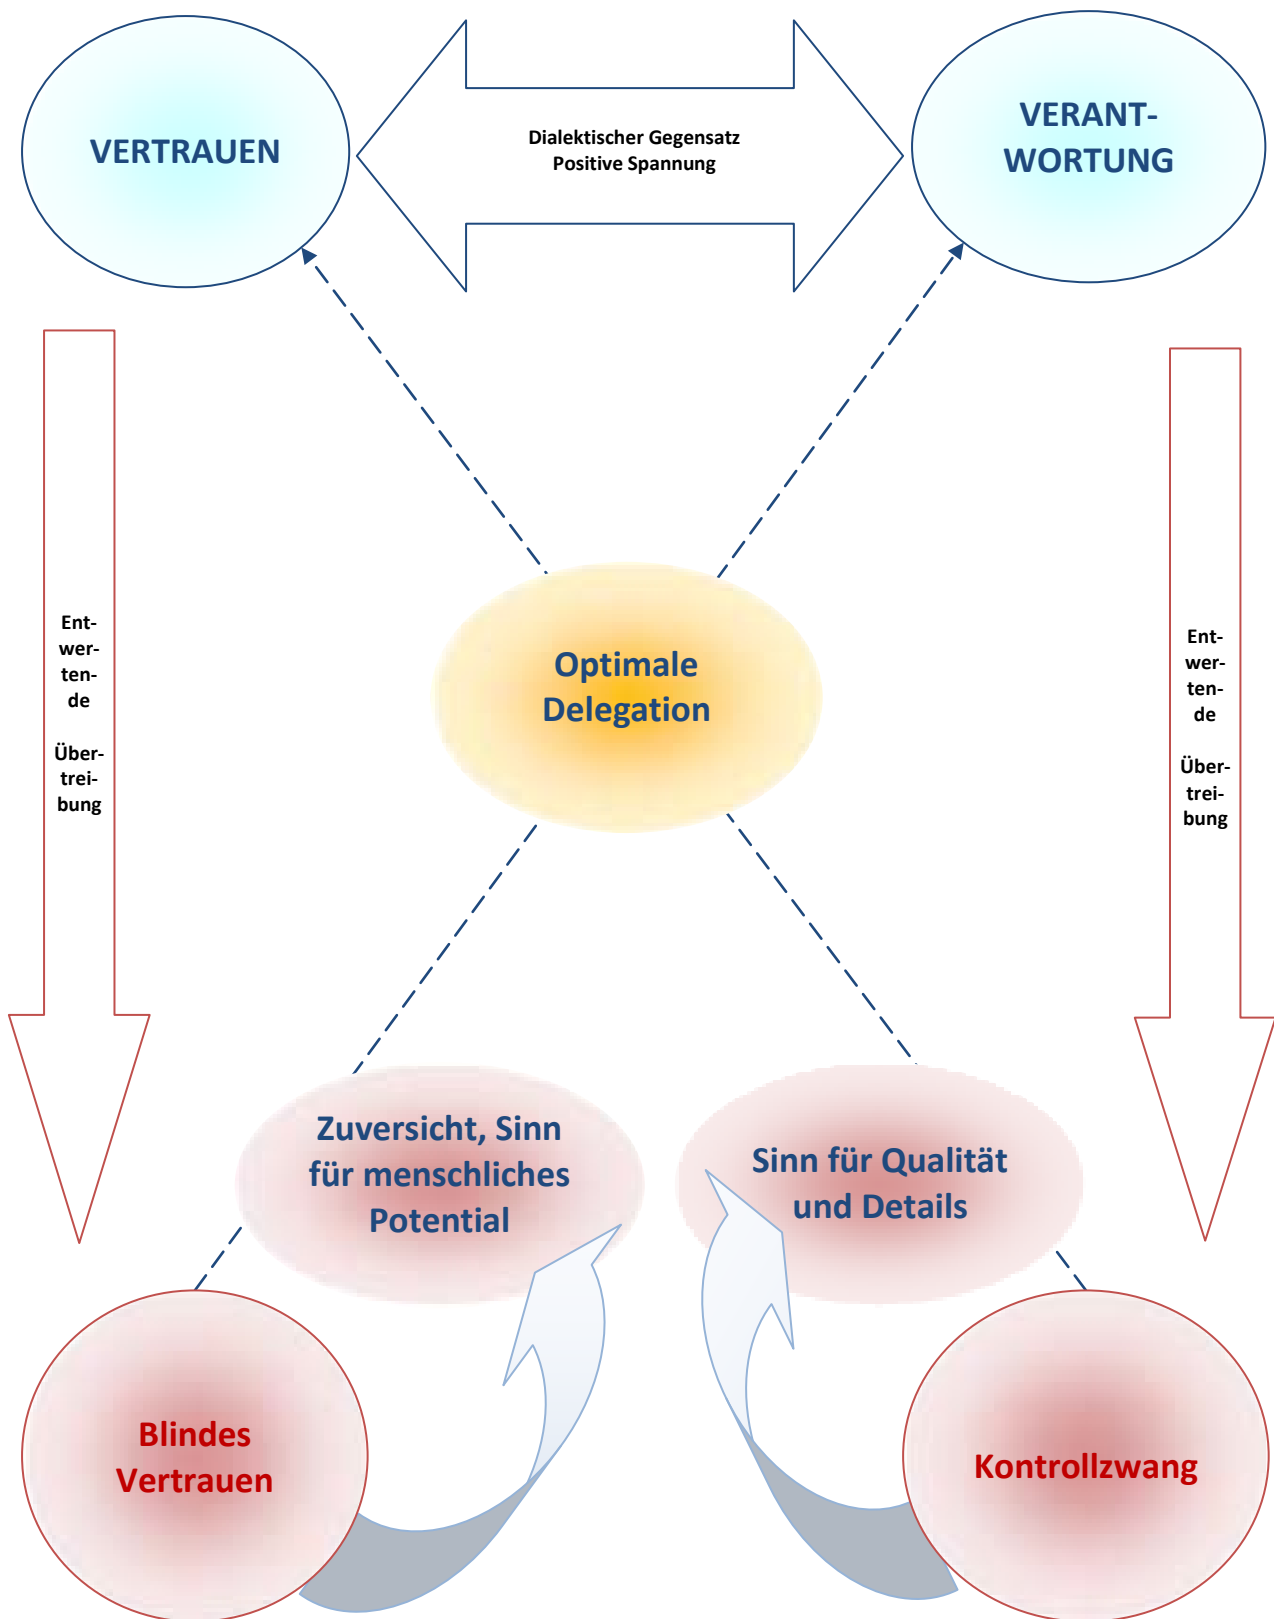 VERTRAUEN
Dialektischer Gegensatz
Positive Spannung
VERANT-
WORTUNG
Ent-
wer-
ten-
de
Über-
trei-
bung
Optimale
Delegation
Ent-
wer-
ten-
de
Über-
trei-
bung
Zuversicht, Sinn
für menschliches
Potential
Sinn für Qualität
und Details
Blindes
Vertrauen
Kontrollzwang